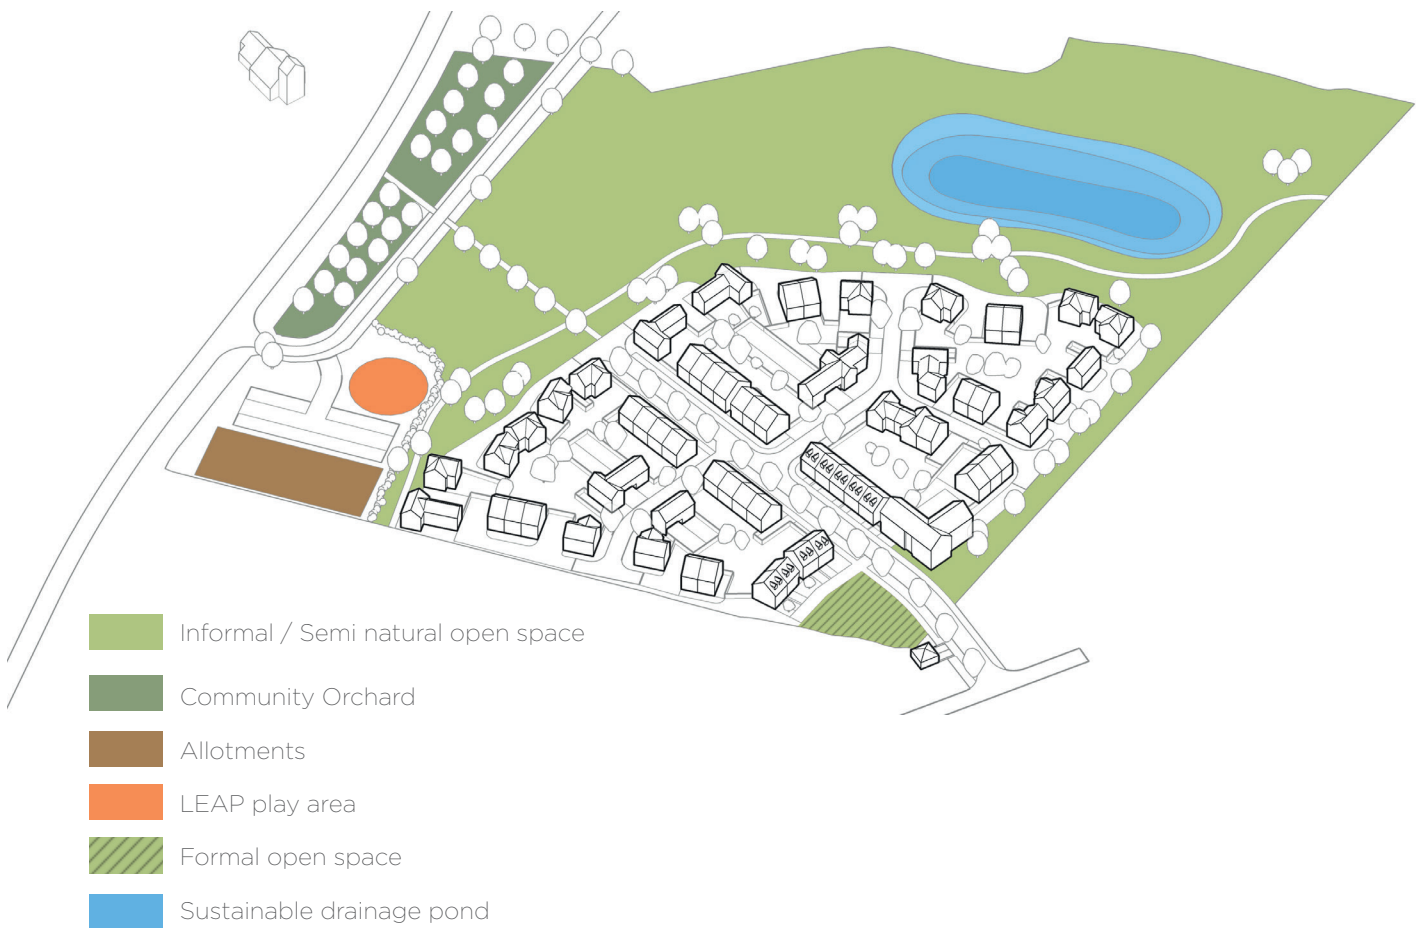 Informal / Semi natural open space
Community Orchard
Allotments
LEAP play area
Formal open space
Sustainable drainage pond